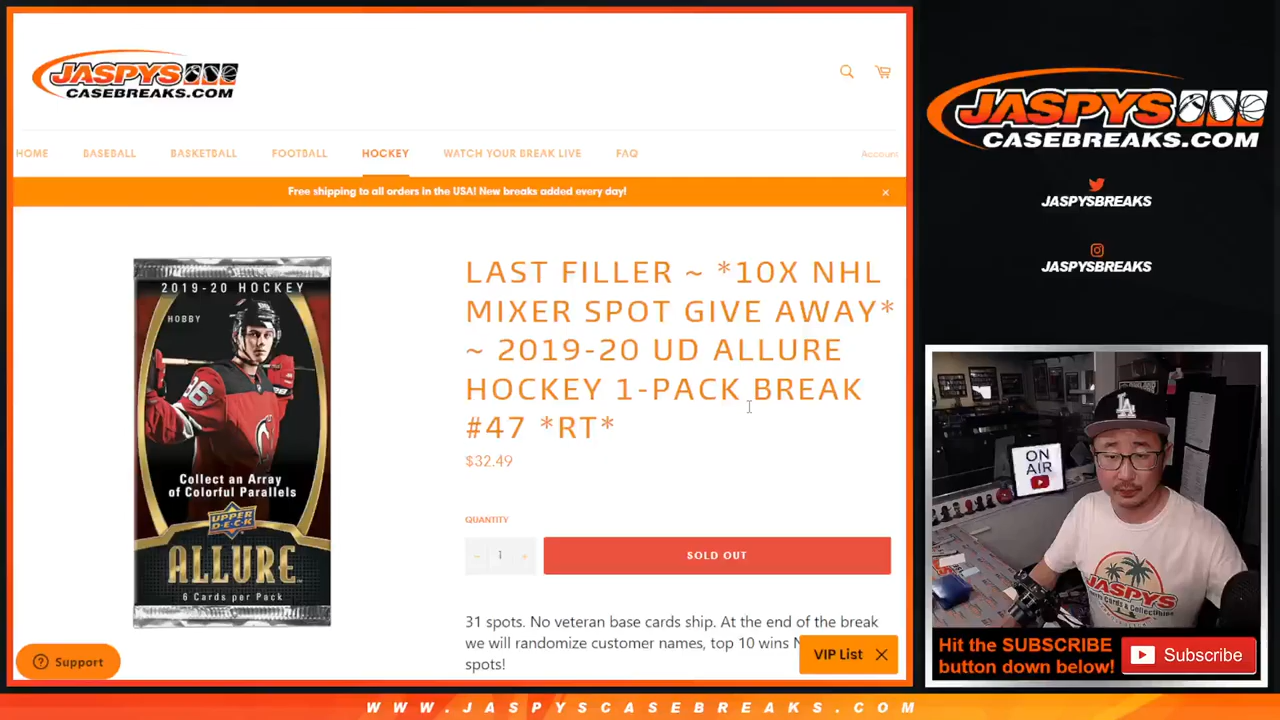 JASPYS
CASEBREAKS.COM
HOME
BASEBALL
BASKETBALL
FOOTBALL
HOCKEY
WATCH YOUR BREAK LIVE
FAQ
Account
Free shipping to all orders in the USA! New breaks added every day!
×
2019-20 HOCKEY
HOBBY
86
Collect an Array
of Colorful Parallels
UPPER
DECK
ALLURE
6 Cards per Pack
LAST FILLER ~ *10X NHL
MIXER SPOT GIVE AWAY*
~ 2019-20 UD ALLURE
HOCKEY 1-PACK BREAK
#47 *RT*
$32.49
QUANTITY
− 1 +
SOLD OUT
31 spots. No veteran base cards ship. At the end of the break
we will randomize customer names, top 10 wins N
spots!
Support
VIP List
JASPYS
CASEBREAKS.COM
JASPYSBREAKS
JASPYSBREAKS
ON
AIR
LA
JASPYS
Sports Cards & Collectibles
Hit the SUBSCRIBE
button down below!
Subscribe
WWW.JASPYSCASEBREAKS.COM